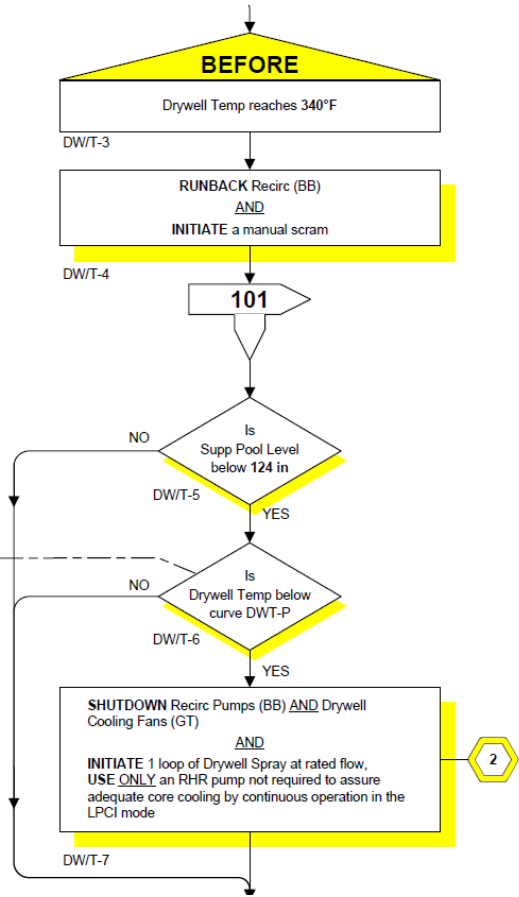 BEFORE
Drywell Temp reaches 340°F
DW/T-3
RUNBACK Recirc (BB)
AND
INITIATE a manual scram
DW/T-4
101
Is
Supp Pool Level
below 124 in
NO
DW/T-5
YES
Is
Drywell Temp below
curve DWT-P
NO
DW/T-6
YES
SHUTDOWN Recirc Pumps (BB) AND Drywell
Cooling Fans (GT)
AND
INITIATE 1 loop of Drywell Spray at rated flow,
USE ONLY an RHR pump not required to assure
adequate core cooling by continuous operation in the
LPCI mode
2
DW/T-7